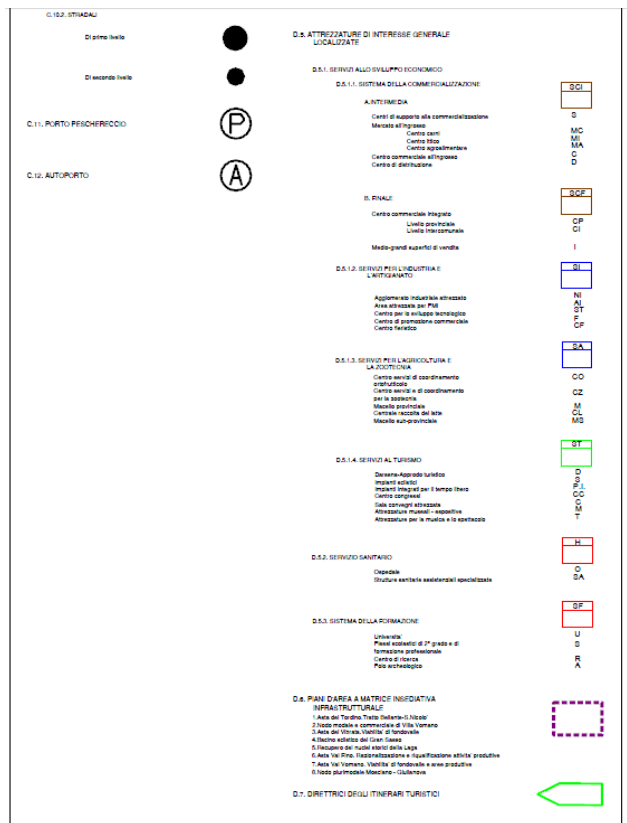 C.10.2. STRADALI
Di primo livello
Di secondo livello
C.11. PORTO PESCHERECCIO
P
C.12. AUTOPORTO
A
D.5. ATTREZZATURE DI INTERESSE GENERALE
LOCALIZZATE
D.5.1. SERVIZI ALLO SVILUPPO ECONOMICO
D.5.1.1. SISTEMA DELLA COMMERCIALIZZAZIONE
SCI
A.INTERMEDIA
Centri di supporto alla commercializzazione S
Mercato all'ingrosso
Centro carni MC
Centro ittico MI
Centro agroalimentare MA
Centro commerciale all'ingrosso C
Centro di distribuzione D
B. FINALE
SCF
Centro commerciale integrato
Livello provinciale CP
Livello intercomunale CI
Medio-grandi superfici di vendita I
D.5.1.2. SERVIZI PER L'INDUSTRIA E
L'ARTIGIANATO
SI
Agglomerato industriale attrezzato NI
Area attrezzata per PMI AI
Centro per lo sviluppo tecnologico ST
Centro di promozione commerciale F
Centro fieristico CF
D.5.1.3. SERVIZI PER L'AGRICOLTURA E
LA ZOOTECNIA
SA
Centro servizi di coordinamento CO
ortofrutticolo
Centro servizi e di coordinamento CZ
per la zootecnia
Macello provinciale M
Centrale raccolta del latte CL
Macello sub-provinciale MS
D.5.1.4. SERVIZI AL TURISMO
ST
Darsena-Approdo turistico D
Impianti sciistici S
Impianti integrati per il tempo libero P.I.
Centro congressi CC
Sala convegni attrezzata C
Attrezzature museali - espositive M
Attrezzature per la musica e lo spettacolo T
D.5.2. SERVIZIO SANITARIO
H
Ospedale O
Strutture sanitarie assistenziali specializzate SA
D.5.3. SISTEMA DELLA FORMAZIONE
SF
Universita' U
Plessi scolastici di 2º grado e di S
formazione professionale
Centro di ricerca R
Polo archeologico A
D.6. PIANI D'AREA A MATRICE INSEDIATIVA
INFRASTRUTTURALE
1.Asta del Tordino.Tratto Bellante-S.Nicolo'
2.Nodo modale e commerciale di Villa Vomano
3.Asta del Vibrata.Viabilita' di fondovalle
4.Bacino sciistico del Gran Sasso
5.Recupero dei nuclei storici della Laga
6.Asta Val Fino. Razionalizzazione e riqualificazione attivita' produttive
7.Asta Val Vomano. Viabilita' di fondovalle e aree produttive
8.Nodo plurimodale Mosciano - Giulianova
D.7. DIRETTRICI DEGLI ITINERARI TURISTICI